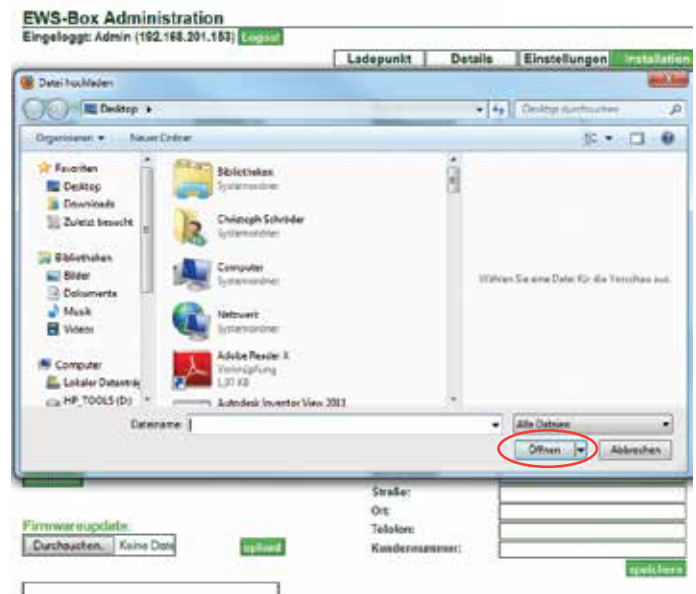 EWS-Box Administration
Eingeloggt: Admin (192.168.201.153) Logout
Ladepunkt Details Einstellungen Installation
Datei hochladen
Desktop
Desktop durchsuchen
Organisieren Neuer Ordner
Favoriten
Desktop
Downloads
Zuletzt besucht
Bibliotheken
Bilder
Dokumente
Musik
Videos
Computer
Lokaler Datenträg
HP_TOOLS (D:)
Bibliotheken
Systemordner
Christoph Schröder
Systemordner
Computer
Systemordner
Netzwerk
Systemordner
Adobe Reader X
Verknüpfung
1,97 KB
Autodesk Inventor View 2011
Wählen Sie eine Datei für die Vorschau aus.
Dateiname:
Alle Dateien
Öffnen
Abbrechen
Straße:
Ort:
Telefon:
Kundennummer:
speichern
Firmwareupdate:
Durchsuchen. Keine Date
upload